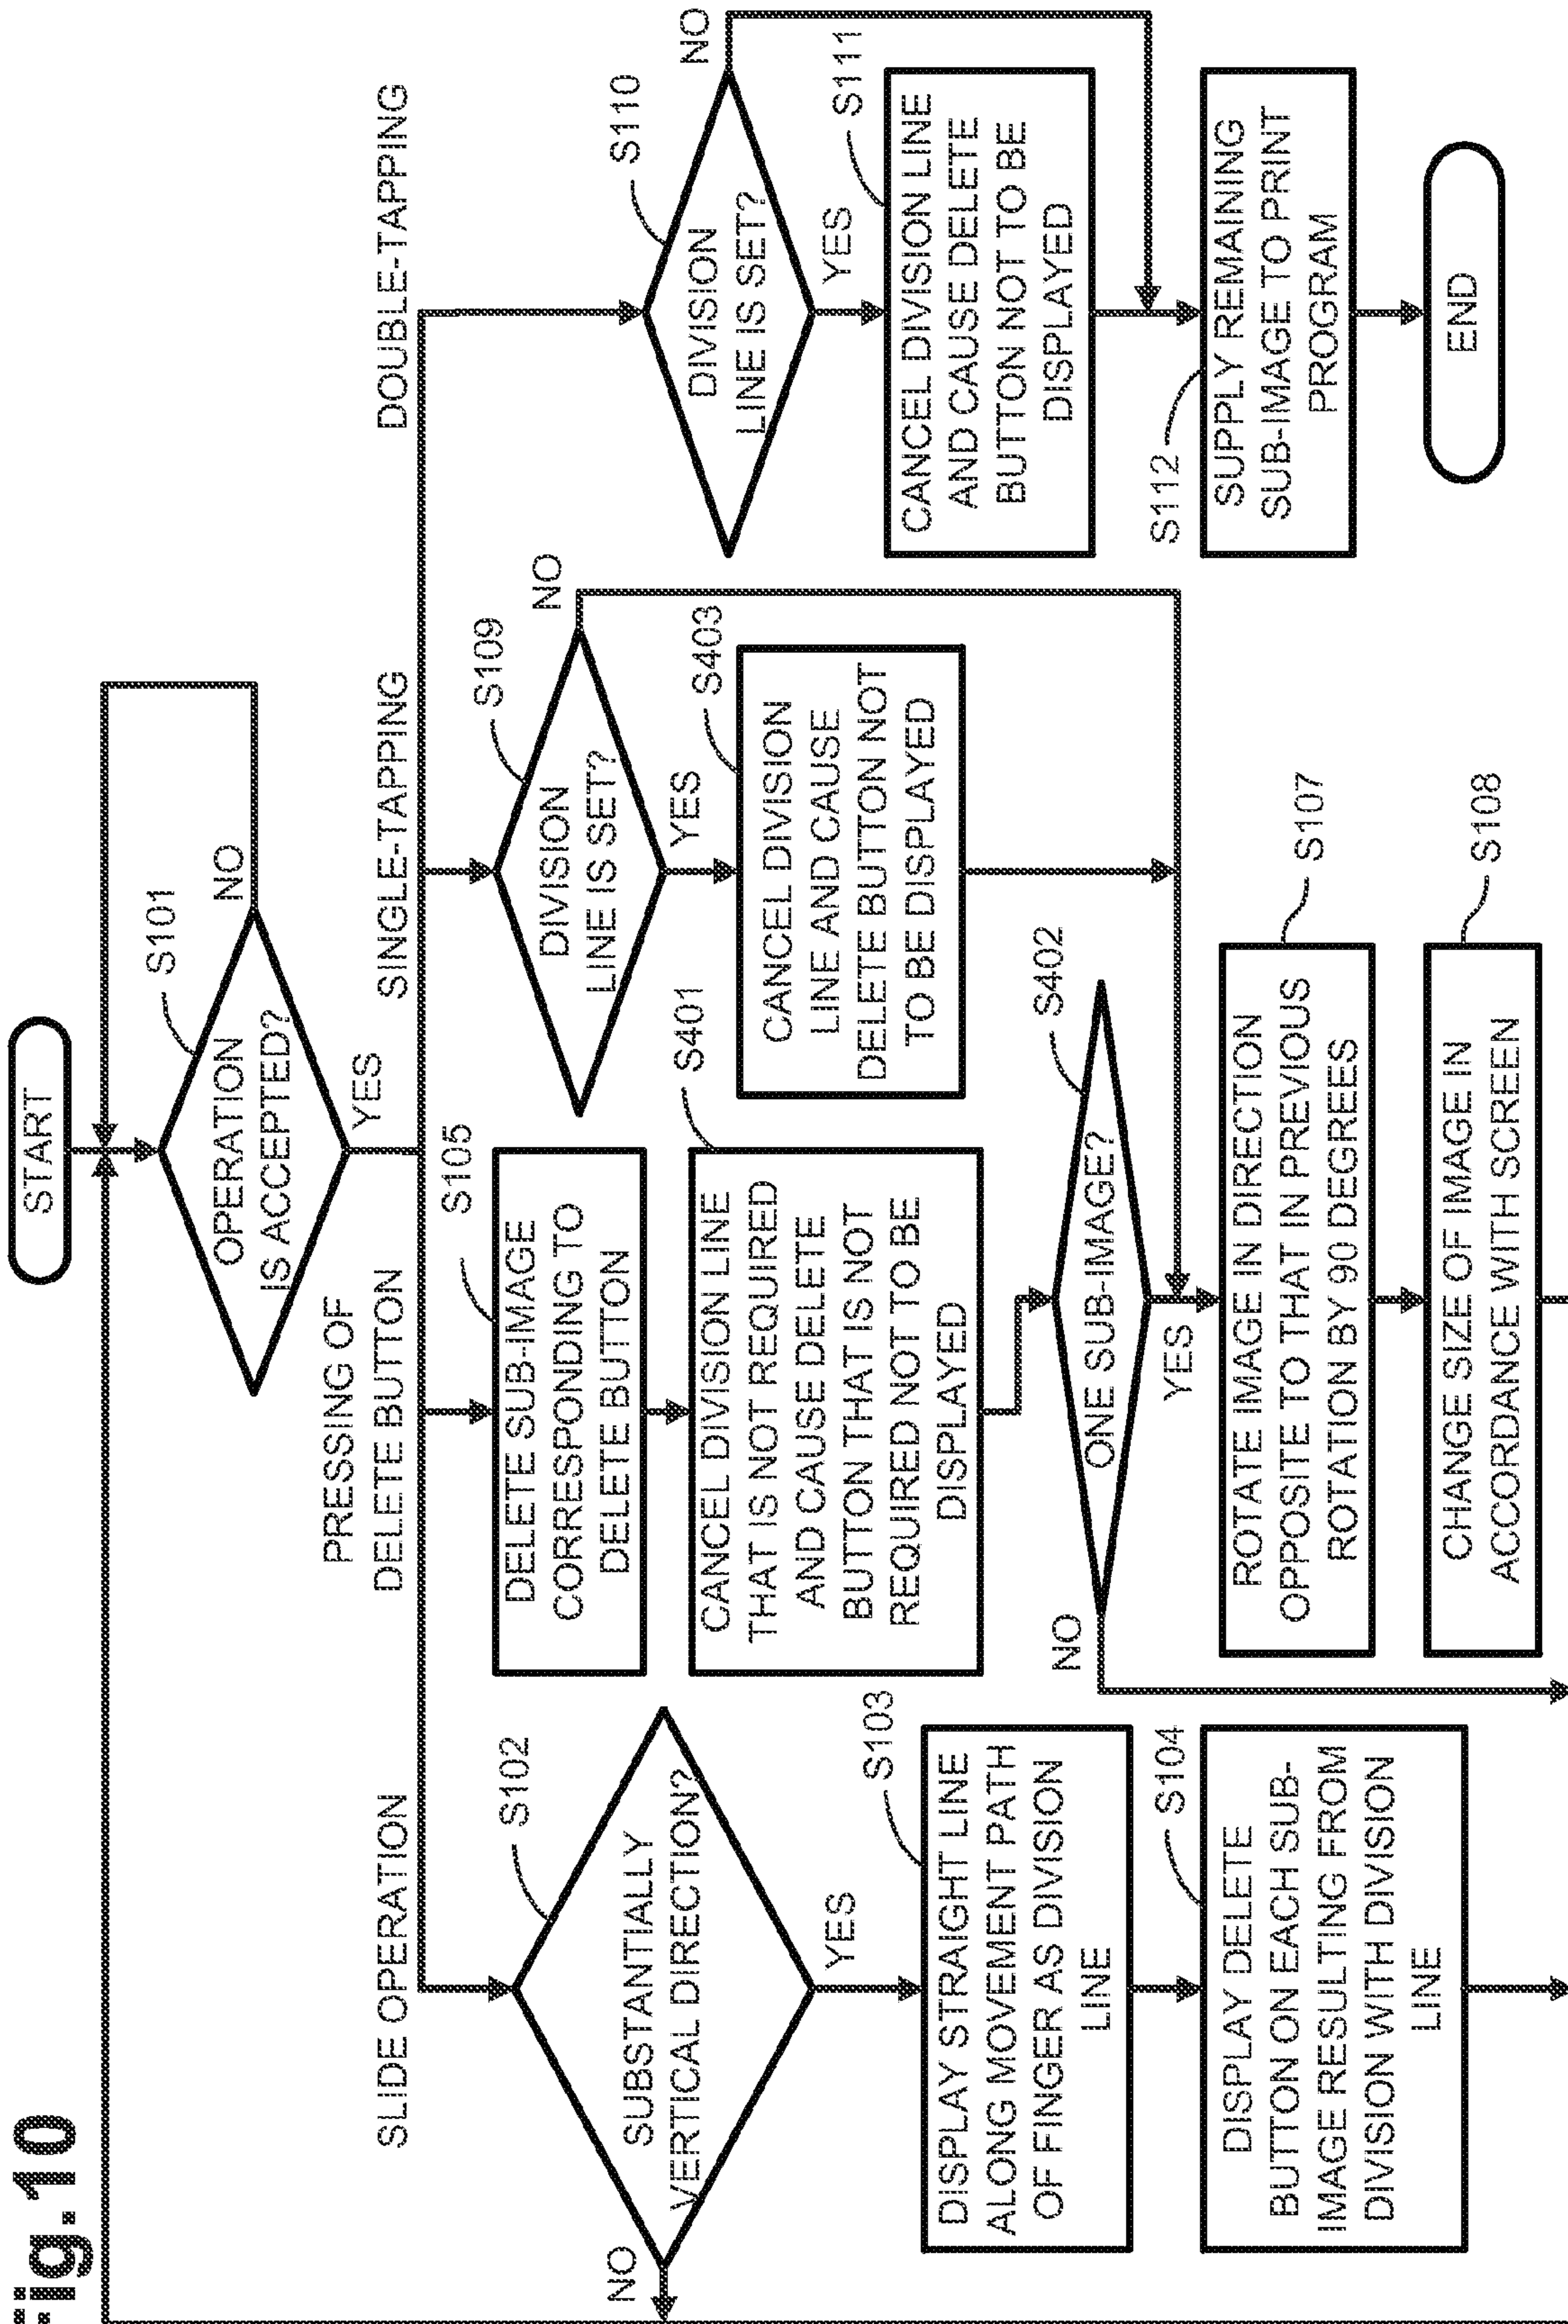 Fig.10
START
OPERATION
IS ACCEPTED?
S101
NO
YES
SLIDE OPERATION
PRESSING OF
DELETE BUTTON
SINGLE-TAPPING
DOUBLE-TAPPING
SUBSTANTIALLY
VERTICAL DIRECTION?
S102
NO
YES
DISPLAY STRAIGHT LINE
ALONG MOVEMENT PATH
OF FINGER AS DIVISION
LINE
S103
DISPLAY DELETE
BUTTON ON EACH SUB-
IMAGE RESULTING FROM
DIVISION WITH DIVISION
LINE
S104
DELETE SUB-IMAGE
CORRESPONDING TO
DELETE BUTTON
S105
CANCEL DIVISION LINE
THAT IS NOT REQUIRED
AND CAUSE DELETE
BUTTON THAT IS NOT
REQUIRED NOT TO BE
DISPLAYED
S401
ONE SUB-IMAGE?
S402
NO
YES
ROTATE IMAGE IN DIRECTION
OPPOSITE TO THAT IN PREVIOUS
ROTATION BY 90 DEGREES
S107
CHANGE SIZE OF IMAGE IN
ACCORDANCE WITH SCREEN
S108
DIVISION
LINE IS SET?
S109
NO
YES
CANCEL DIVISION
LINE AND CAUSE
DELETE BUTTON NOT
TO BE DISPLAYED
S403
DIVISION
LINE IS SET?
S110
NO
YES
CANCEL DIVISION LINE
AND CAUSE DELETE
BUTTON NOT TO BE
DISPLAYED
S111
SUPPLY REMAINING
SUB-IMAGE TO PRINT
PROGRAM
S112
END